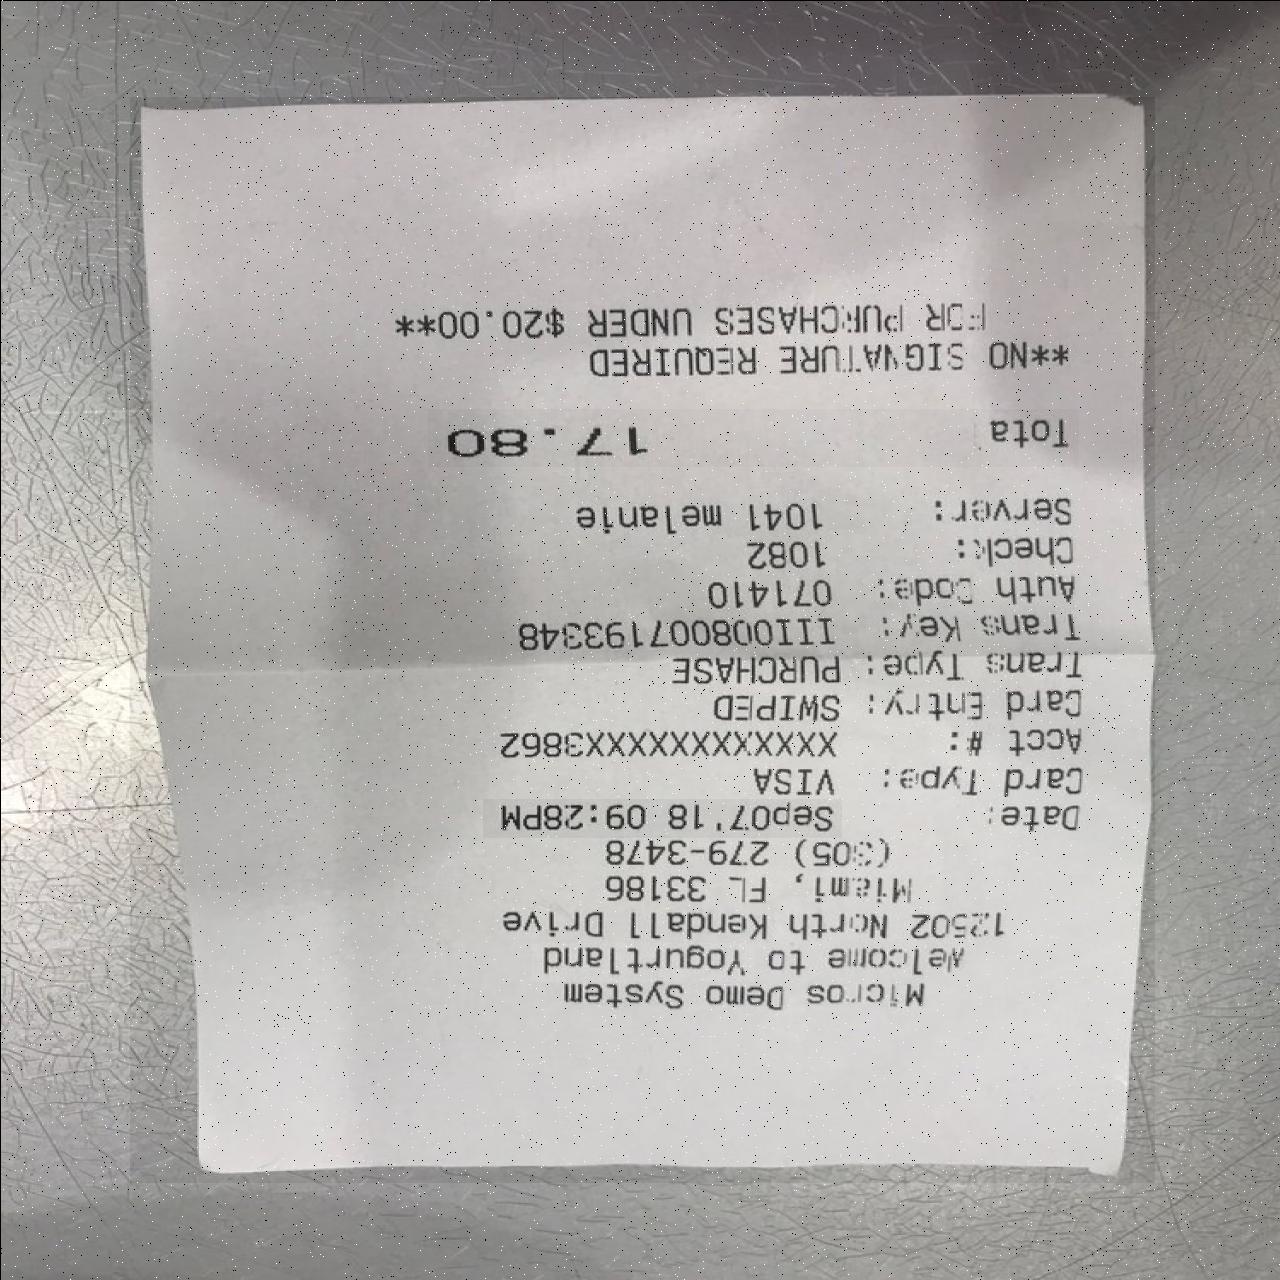 Micros Demo System
Welcome to Yogurtland
12502 North Kendall Drive
Miami, FL 33186
(305) 279-3478
Date: Sep07'18 09:28PM
Card Type: VISA
Acct #: XXXXXXXXXXXX3862
Card Entry: SWIPED
Trans Type: PURCHASE
Trans Key: III008007193348
Auth Code: 071410
Check: 1082
Server: 1041 melanie
Tota 17.80
**NO SIGNATURE REQUIRED
FOR PURCHASES UNDER $20.00**